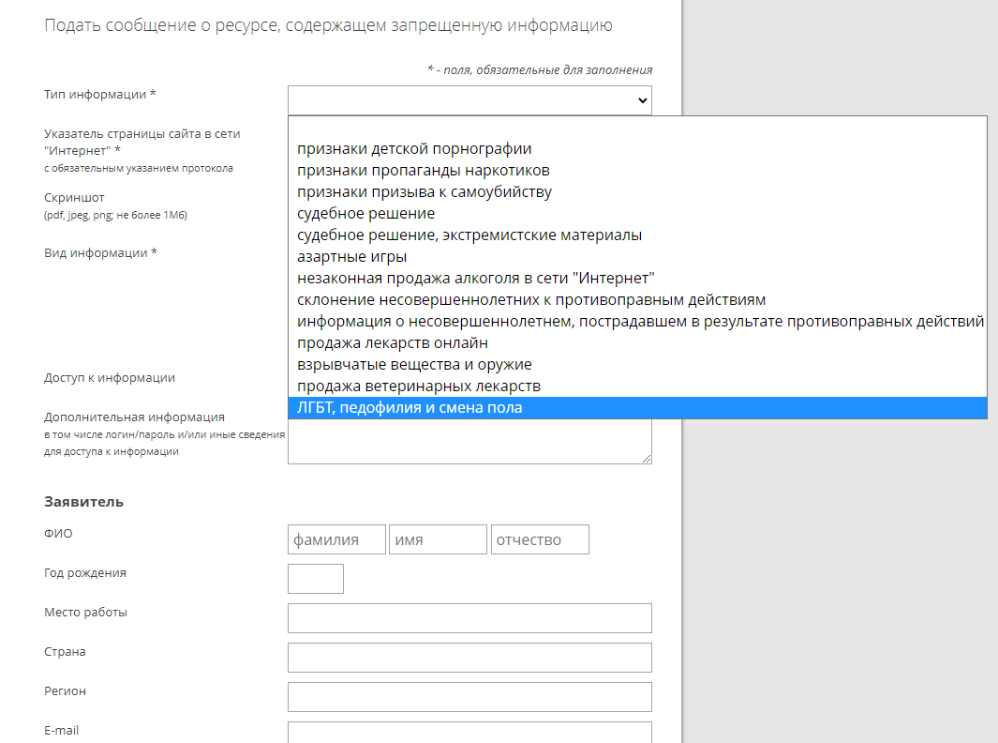 Подать сообщение о ресурсе, содержащем запрещенную информацию
* - поля, обязательные для заполнения
Тип информации *
Указатель страницы сайта в сети
"Интернет" *
с обязательным указанием протокола
Скриншот
(pdf, jpeg, png; не более 1Мб)
Вид информации *
признаки детской порнографии
признаки пропаганды наркотиков
признаки призыва к самоубийству
судебное решение
судебное решение, экстремистские материалы
азартные игры
незаконная продажа алкоголя в сети "Интернет"
склонение несовершеннолетних к противоправным действиям
информация о несовершеннолетнем, пострадавшем в результате противоправных действий
продажа лекарств онлайн
взрывчатые вещества и оружие
продажа ветеринарных лекарств
ЛГБТ, педофилия и смена пола
Доступ к информации
Дополнительная информация
в том числе логин/пароль и/или иные сведения
для доступа к информации
Заявитель
ФИО
фамилия имя отчество
Год рождения
Место работы
Страна
Регион
E-mail